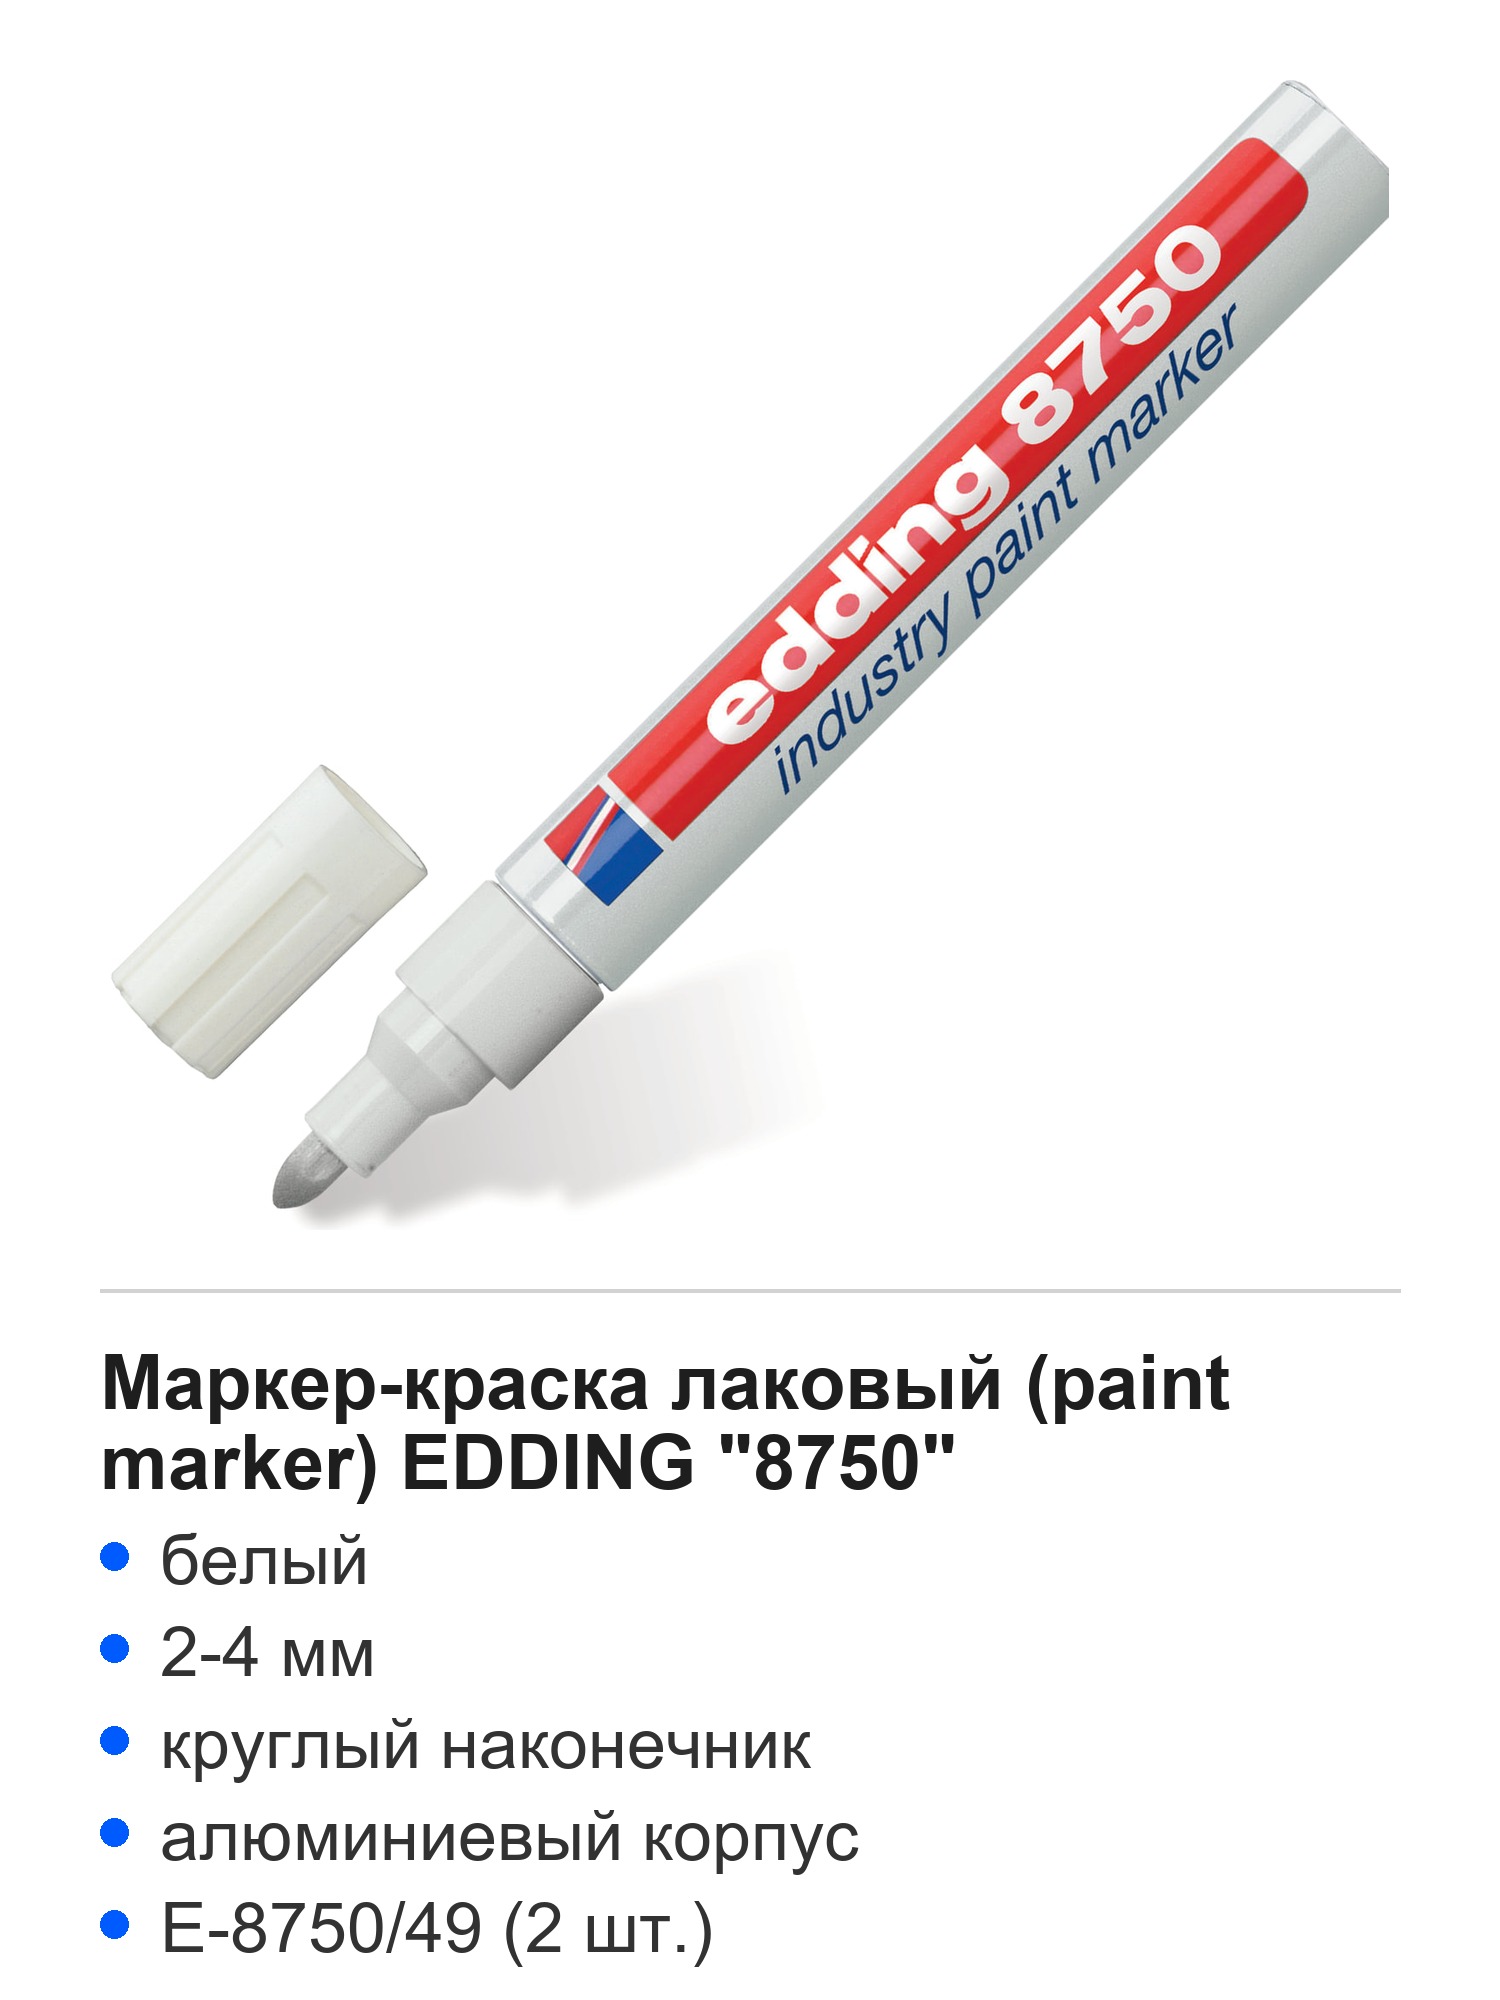 edding 8750
industry paint marker
Маркер-краска лаковый (paint
marker) EDDING "8750"
белый
2-4 мм
круглый наконечник
алюминиевый корпус
E-8750/49 (2 шт.)